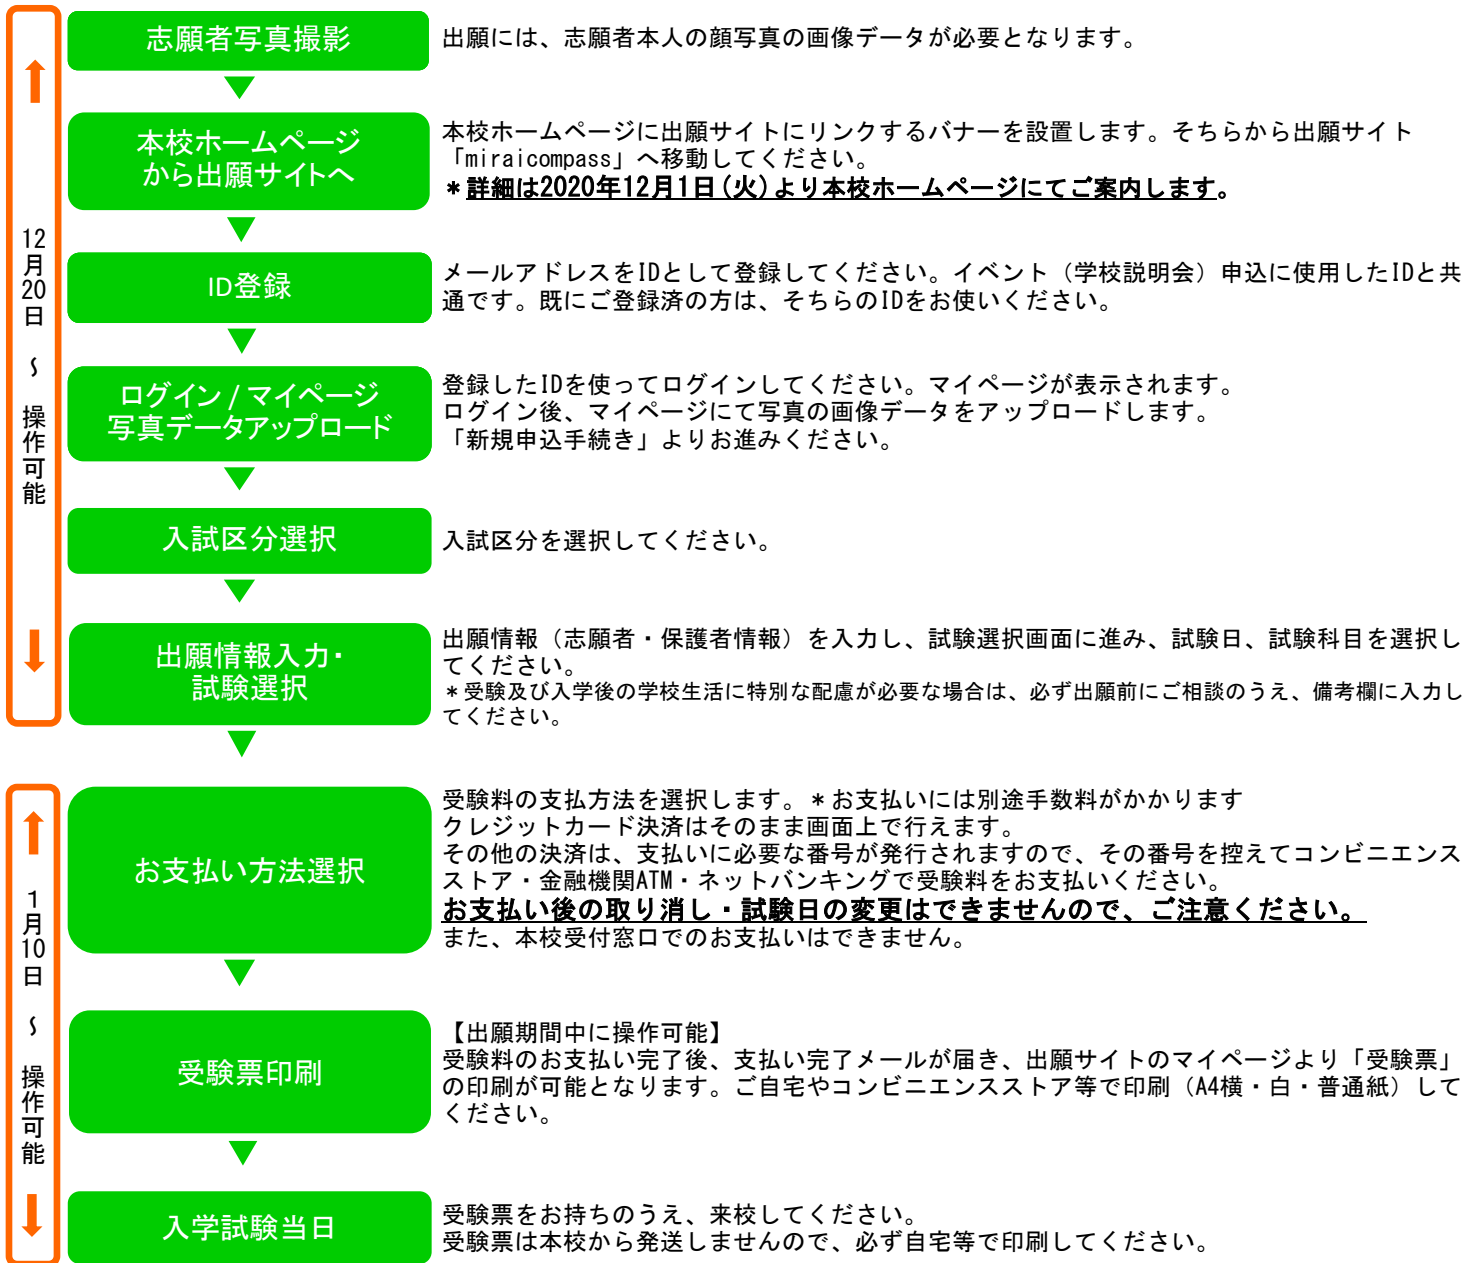 志願者写真撮影
出願には、志願者本人の顔写真の画像データが必要となります。
本校ホームページ
から出願サイトへ
本校ホームページに出願サイトにリンクするバナーを設置します。そちらから出願サイト
「miraicompass」へ移動してください。
＊詳細は2020年12月1日(火)より本校ホームページにてご案内します。
12月20日 ～ 操作可能
ID登録
メールアドレスをIDとして登録してください。イベント（学校説明会）申込に使用したIDと共
通です。既にご登録済の方は、そちらのIDをお使いください。
ログイン / マイページ
写真データアップロード
登録したIDを使ってログインしてください。マイページが表示されます。
ログイン後、マイページにて写真の画像データをアップロードします。
「新規申込手続き」よりお進みください。
入試区分選択
入試区分を選択してください。
出願情報入力・
試験選択
出願情報（志願者・保護者情報）を入力し、試験選択画面に進み、試験日、試験科目を選択し
てください。
＊受験及び入学後の学校生活に特別な配慮が必要な場合は、必ず出願前にご相談のうえ、備考欄に入力し
てください。
1月10日 ～ 操作可能
お支払い方法選択
受験料の支払方法を選択します。＊お支払いには別途手数料がかかります
クレジットカード決済はそのまま画面上で行えます。
その他の決済は、支払いに必要な番号が発行されますので、その番号を控えてコンビニエンス
ストア・金融機関ATM・ネットバンキングで受験料をお支払いください。
お支払い後の取り消し・試験日の変更はできませんので、ご注意ください。
また、本校受付窓口でのお支払いはできません。
受験票印刷
【出願期間中に操作可能】
受験料のお支払い完了後、支払い完了メールが届き、出願サイトのマイページより「受験票」
の印刷が可能となります。ご自宅やコンビニエンスストア等で印刷（A4横・白・普通紙）して
ください。
入学試験当日
受験票をお持ちのうえ、来校してください。
受験票は本校から発送しませんので、必ず自宅等で印刷してください。